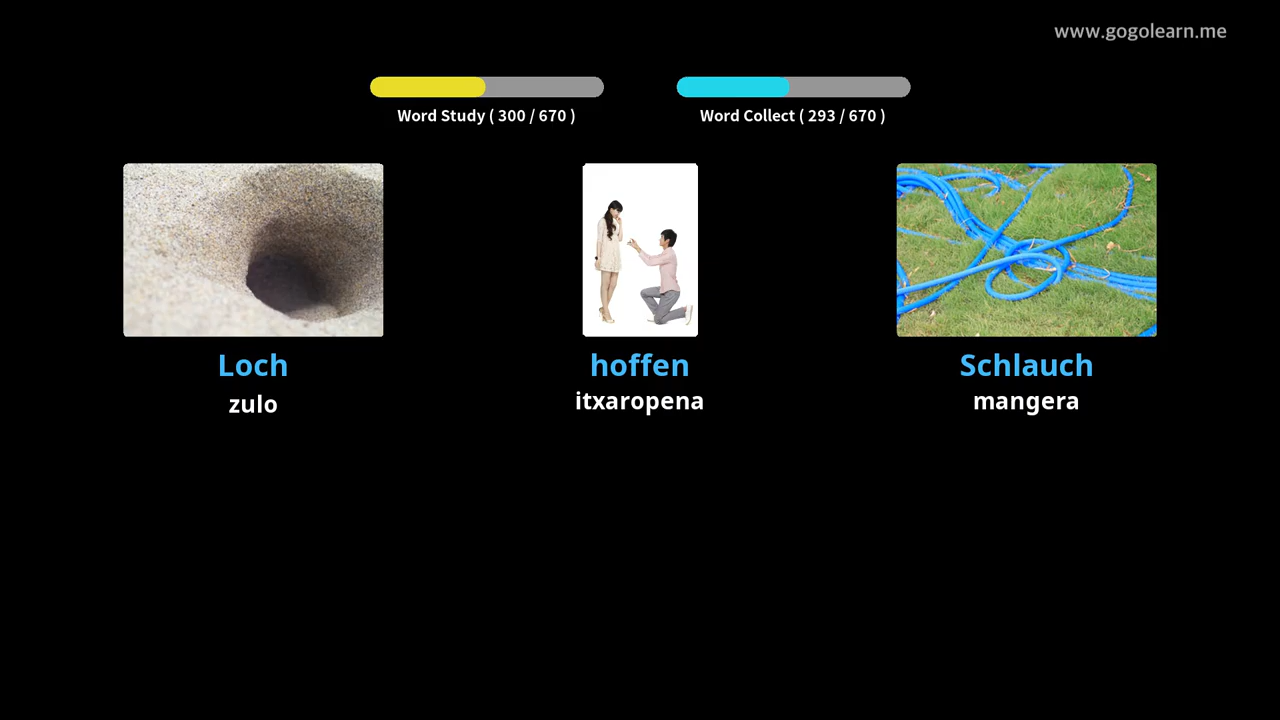 www.gogolearn.me
Word Study ( 300 / 670 )
Word Collect ( 293 / 670 )
Loch
zulo
hoffen
itxaropena
Schlauch
mangera